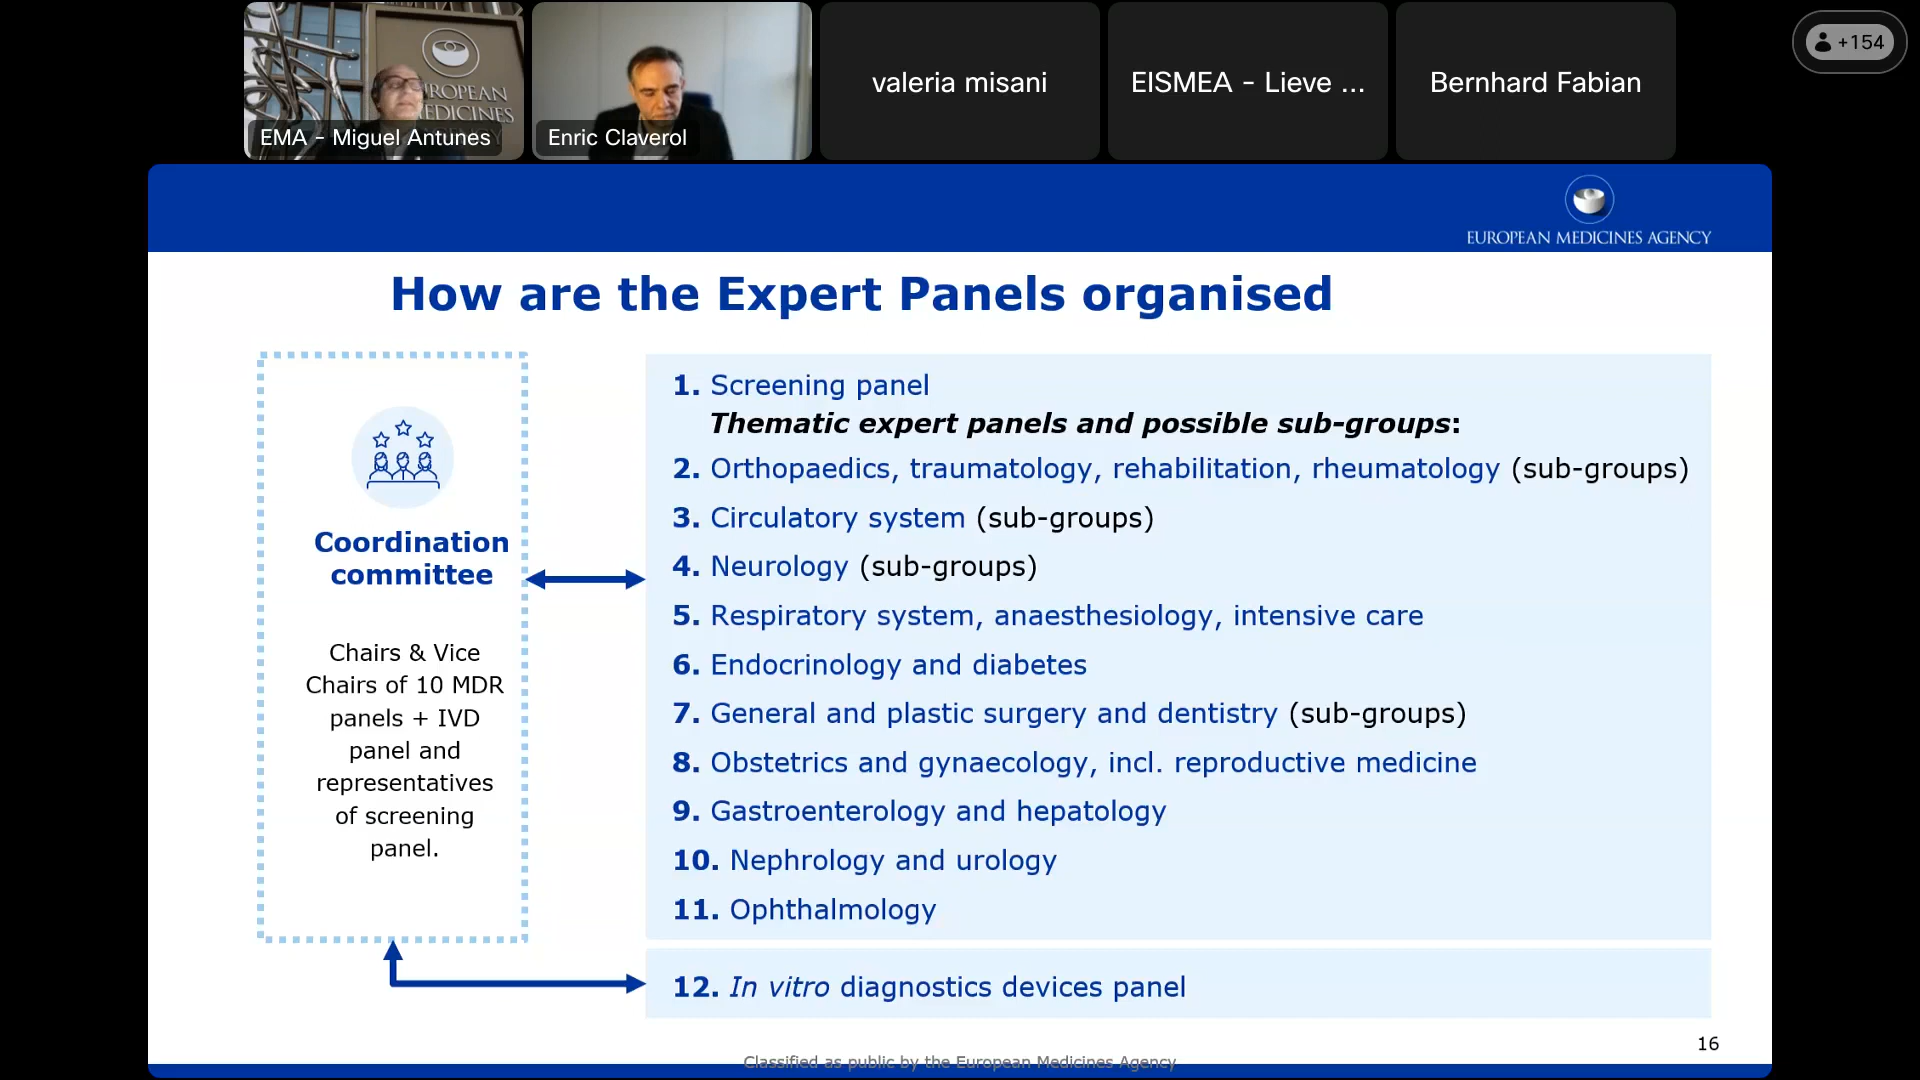 EUROPEAN
MEDICINES
EMA - Miguel Antunes
Enric Claverol
valeria misani
EISMEA - Lieve ...
Bernhard Fabian
+154
EUROPEAN MEDICINES AGENCY
How are the Expert Panels organised
Coordination
committee
Chairs & Vice
Chairs of 10 MDR
panels + IVD
panel and
representatives
of screening
panel.
1. Screening panel
Thematic expert panels and possible sub-groups:
2. Orthopaedics, traumatology, rehabilitation, rheumatology (sub-groups)
3. Circulatory system (sub-groups)
4. Neurology (sub-groups)
5. Respiratory system, anaesthesiology, intensive care
6. Endocrinology and diabetes
7. General and plastic surgery and dentistry (sub-groups)
8. Obstetrics and gynaecology, incl. reproductive medicine
9. Gastroenterology and hepatology
10. Nephrology and urology
11. Ophthalmology
12. In vitro diagnostics devices panel
16
Classified as public by the European Medicines Agency